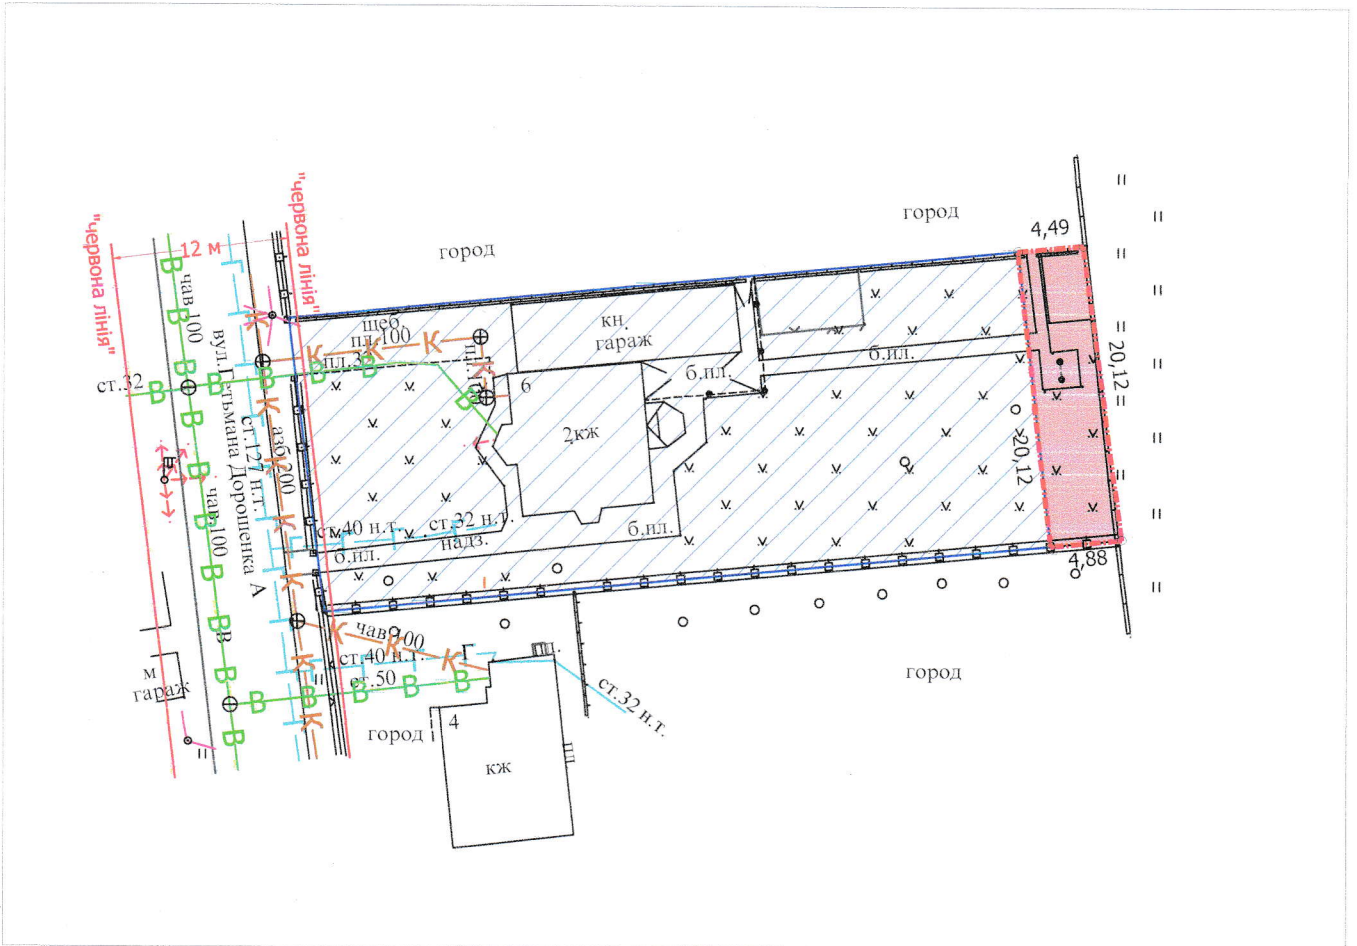 город
4,49
"червона лінія"
"червона лінія"
12 м
город
В
чав 100
Г
щеб.
пл.100
К
К
К
К
кн.
гараж
б.пл.
пл.3
В
В
б.пл.
6
20,12
ст.32
В
В
В
вул.Гетьмана Дорошенка
ст.127 н.т.
азб.200
К
К
2кж
20,12
чав.100
ст.40 н.т.
ст.32 н.т.
надз.
б.пл.
б.пл.
4,88
А
В
К
чав.100
К
К
Г
ст.40 н.т.
пд.
ст.50
В
В
В
В
В
м
гараж
ст.32 н.т.
город
город
4
кж
пд
К
В